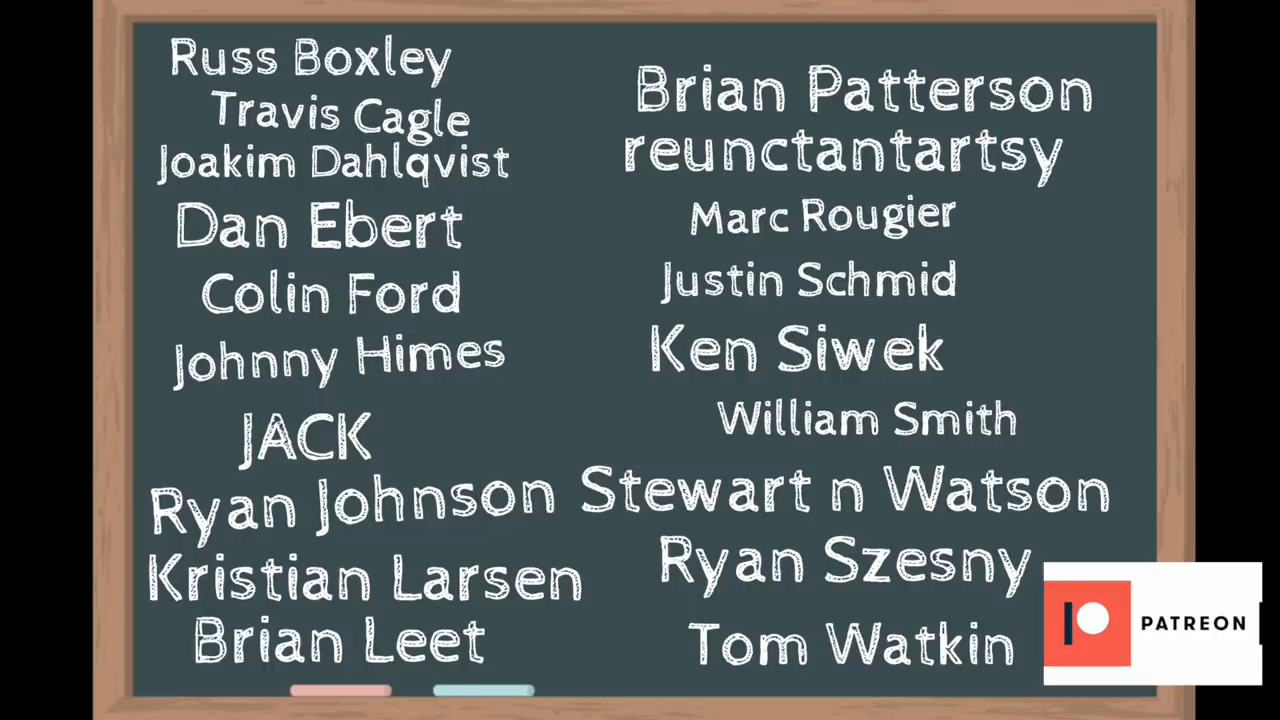 Russ Boxley
Travis Cagle
Joakim Dahlqvist
Dan Ebert
Colin Ford
Johnny Himes
JACK
Ryan Johnson
Kristian Larsen
Brian Leet
Brian Patterson
reunctantartsy
Marc Rougier
Justin Schmid
Ken Siwek
William Smith
Stewart n Watson
Ryan Szesny
Tom Watkin
PATREON